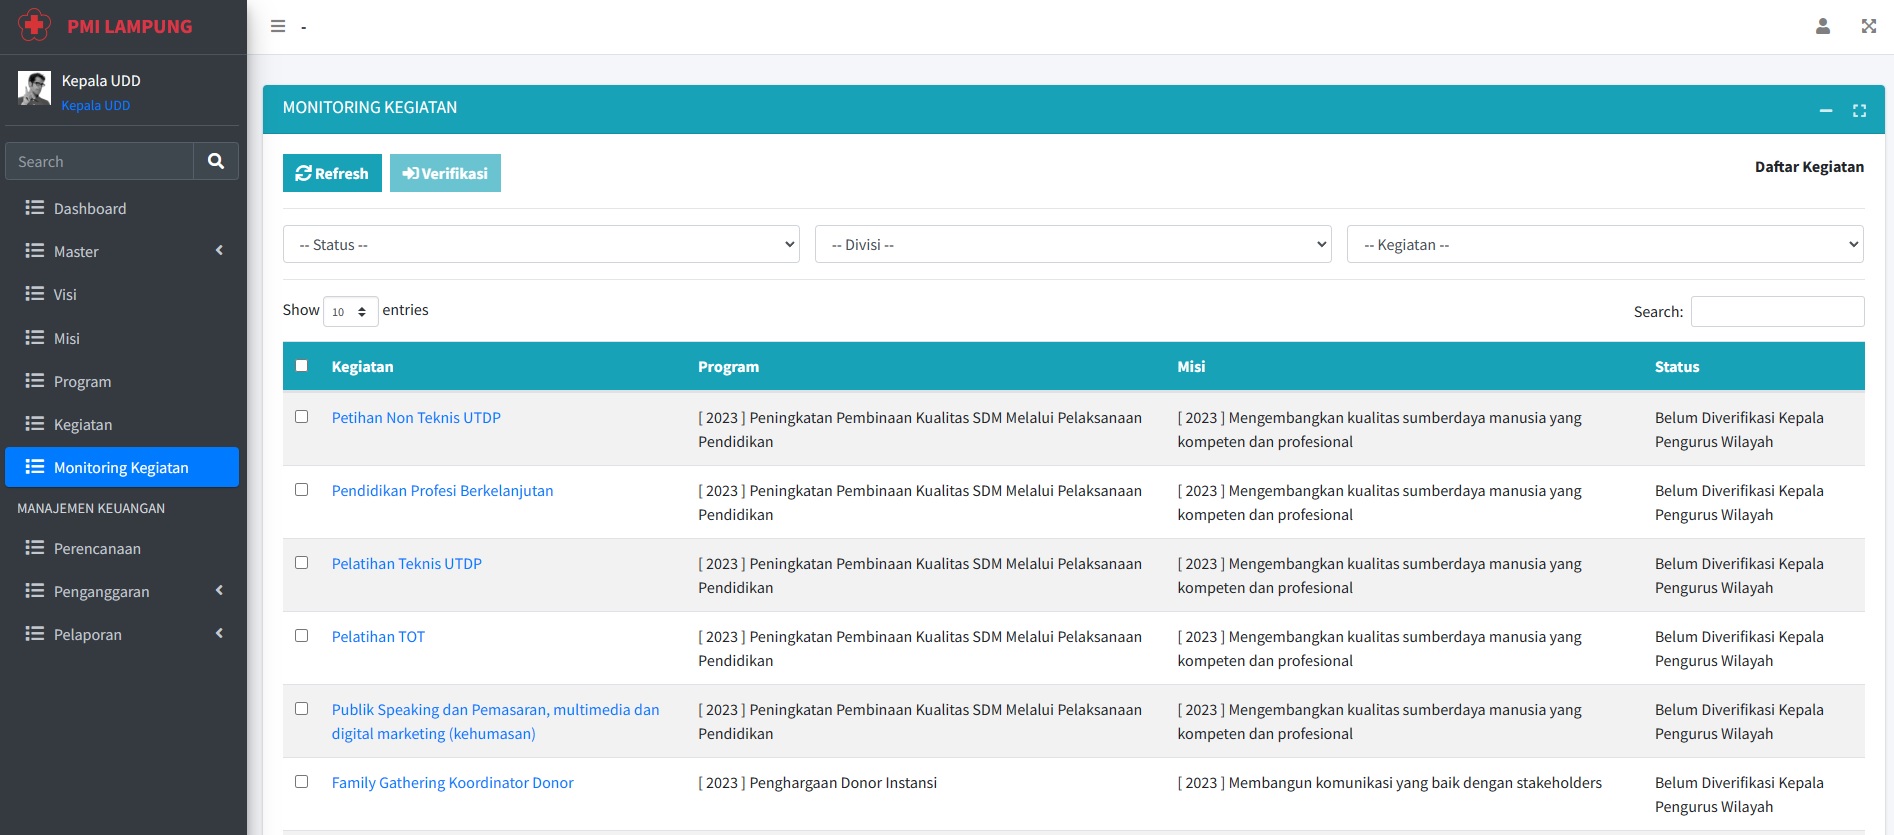 PMI LAMPUNG
-
Kepala UDD
Kepala UDD
Search
Dashboard
Master
Visi
Misi
Program
Kegiatan
Monitoring Kegiatan
MANAJEMEN KEUANGAN
Perencanaan
Penganggaran
Pelaporan
MONITORING KEGIATAN
Refresh Verifikasi
Daftar Kegiatan
-- Status -- -- Divisi -- -- Kegiatan --
Show 10 entries
Search:
Kegiatan Program Misi Status
Petihan Non Teknis UTDP
[ 2023 ] Peningkatan Pembinaan Kualitas SDM Melalui Pelaksanaan
Pendidikan
[ 2023 ] Mengembangkan kualitas sumberdaya manusia yang
kompeten dan profesional
Belum Diverifikasi Kepala
Pengurus Wilayah
Pendidikan Profesi Berkelanjutan
[ 2023 ] Peningkatan Pembinaan Kualitas SDM Melalui Pelaksanaan
Pendidikan
[ 2023 ] Mengembangkan kualitas sumberdaya manusia yang
kompeten dan profesional
Belum Diverifikasi Kepala
Pengurus Wilayah
Pelatihan Teknis UTDP
[ 2023 ] Peningkatan Pembinaan Kualitas SDM Melalui Pelaksanaan
Pendidikan
[ 2023 ] Mengembangkan kualitas sumberdaya manusia yang
kompeten dan profesional
Belum Diverifikasi Kepala
Pengurus Wilayah
Pelatihan TOT
[ 2023 ] Peningkatan Pembinaan Kualitas SDM Melalui Pelaksanaan
Pendidikan
[ 2023 ] Mengembangkan kualitas sumberdaya manusia yang
kompeten dan profesional
Belum Diverifikasi Kepala
Pengurus Wilayah
Publik Speaking dan Pemasaran, multimedia dan
digital marketing (kehumasan)
[ 2023 ] Peningkatan Pembinaan Kualitas SDM Melalui Pelaksanaan
Pendidikan
[ 2023 ] Mengembangkan kualitas sumberdaya manusia yang
kompeten dan profesional
Belum Diverifikasi Kepala
Pengurus Wilayah
Family Gathering Koordinator Donor
[ 2023 ] Penghargaan Donor Instansi
[ 2023 ] Membangun komunikasi yang baik dengan stakeholders
Belum Diverifikasi Kepala
Pengurus Wilayah